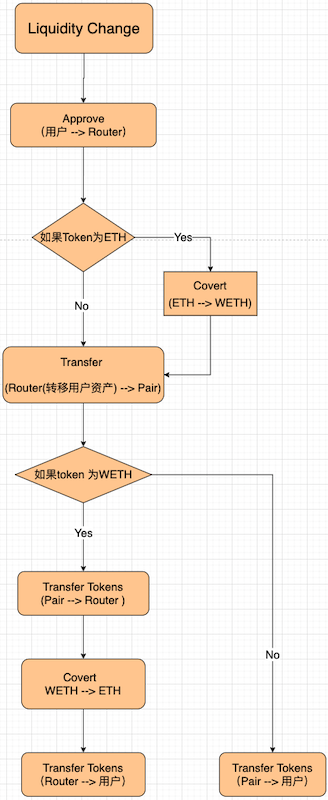 Liquidity Change
Approve
(用户 --> Router)
如果Token为ETH
Yes
Covert
(ETH --> WETH)
No
Transfer
(Router(转移用户资产) --> Pair)
如果token 为WETH
Yes
Transfer Tokens
(Pair --> Router )
No
Covert
WETH --> ETH
Transfer Tokens
(Router --> 用户)
Transfer Tokens
(Pair --> 用户)